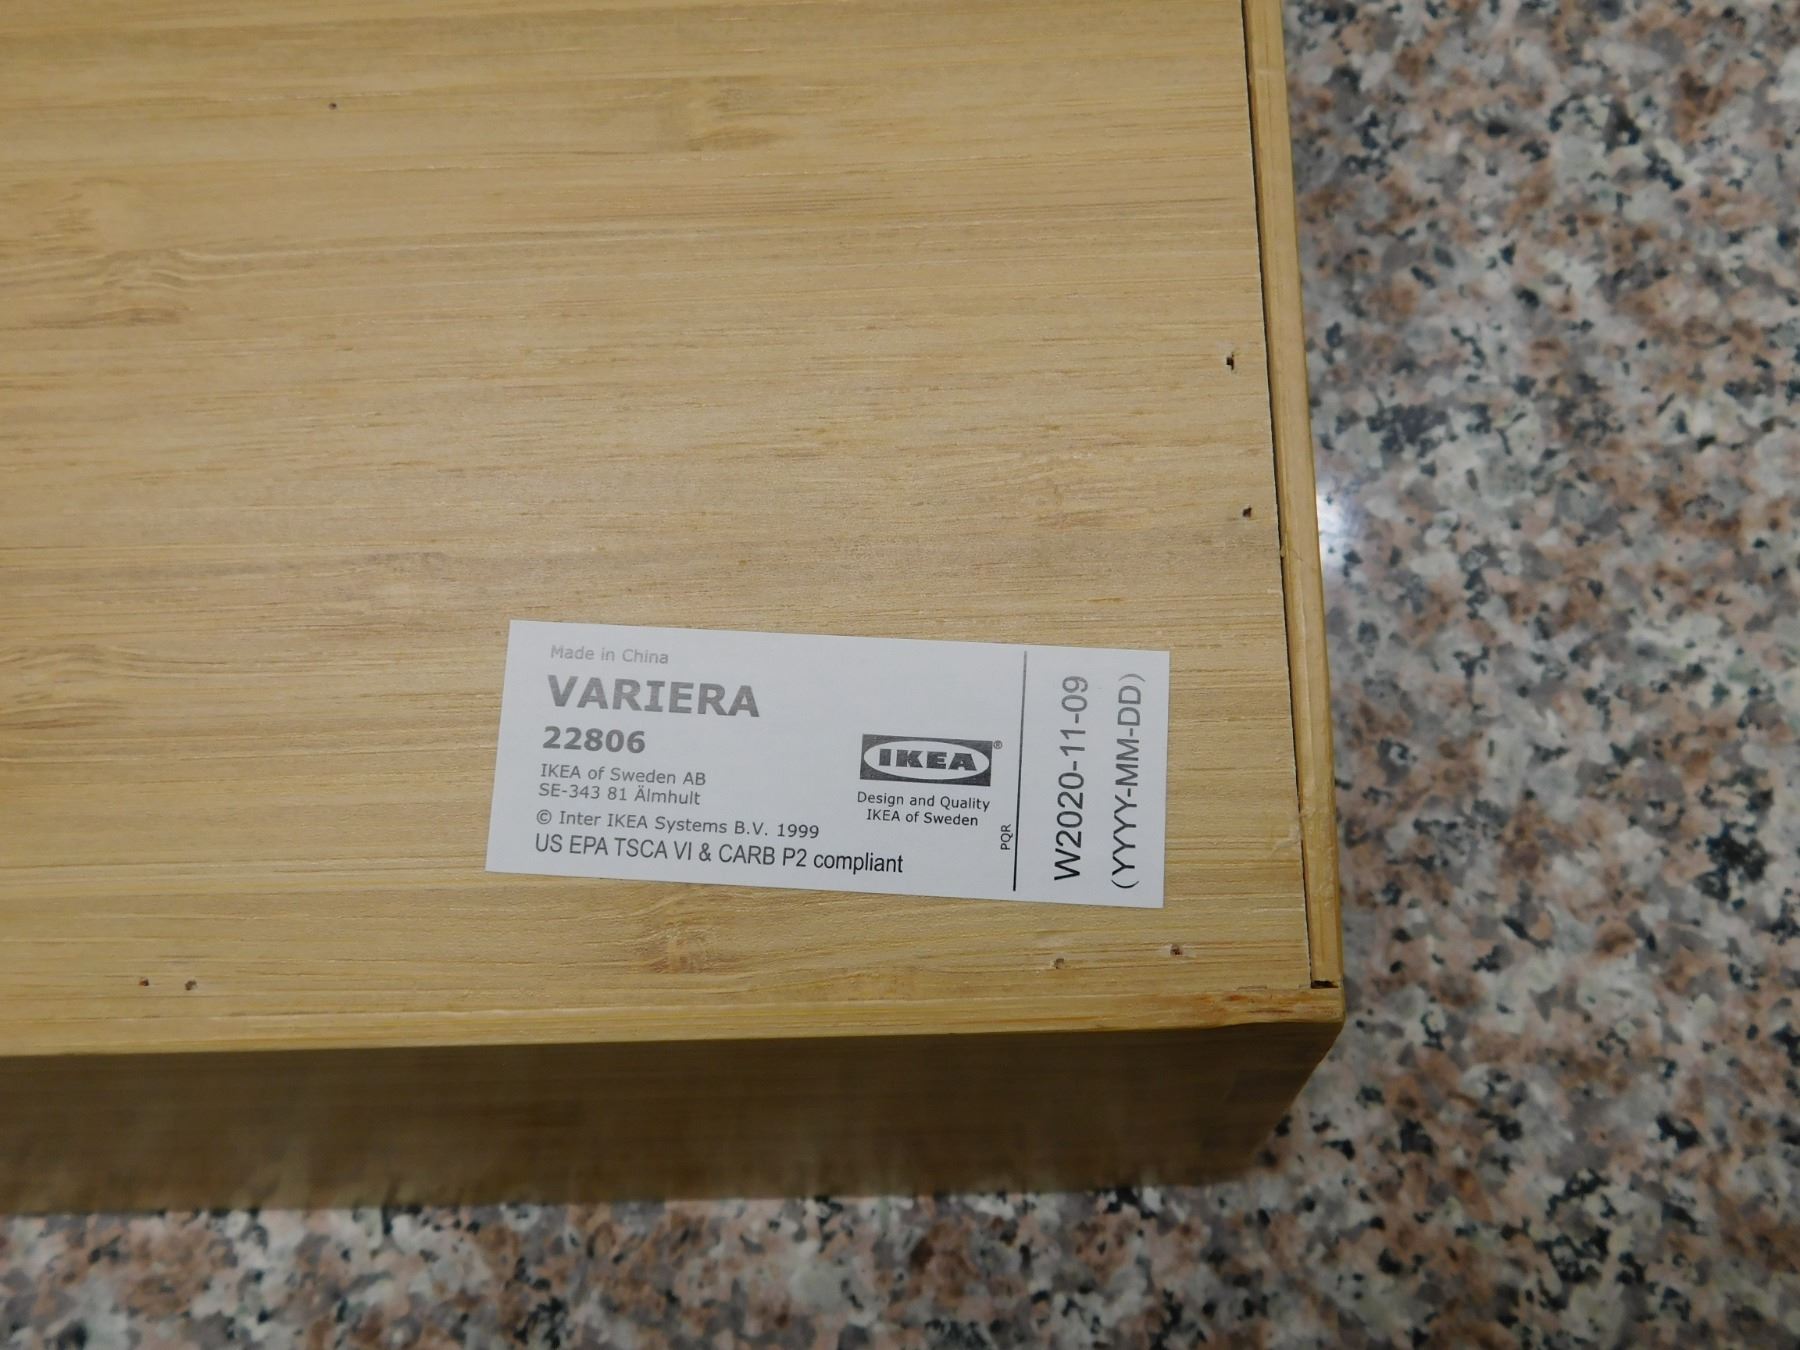 Made in China
VARIERA
22806
IKEA of Sweden AB
SE-343 81 Älmhult
© Inter IKEA Systems B.V. 1999
US EPA TSCA VI & CARB P2 compliant
IKEA®
Design and Quality
IKEA of Sweden
PQR
W2020-11-09
(YYYY-MM-DD)